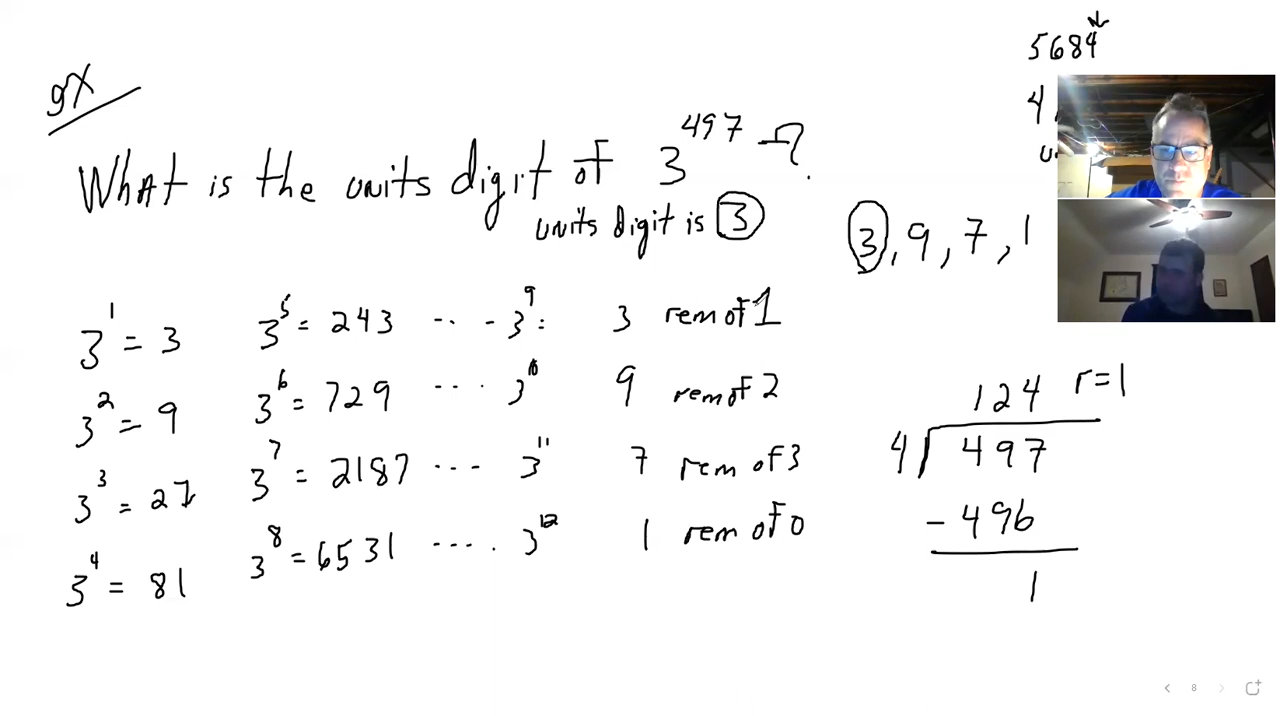 ex
5684
4
What is the units digit of 3^497 ?
units digit is 3
3, 9, 7, 1
3^1 = 3 3^5 = 243 ... 3^9 = 3 rem of 1
3^2 = 9 3^6 = 729 .... 3^10 9 rem of 2
3^3 = 27 3^7 = 2187 .... 3^11 7 rem of 3
3^4 = 81 3^8 = 6531 .... 3^12 1 rem of 0
124 r=1
4 497
- 496
1
8